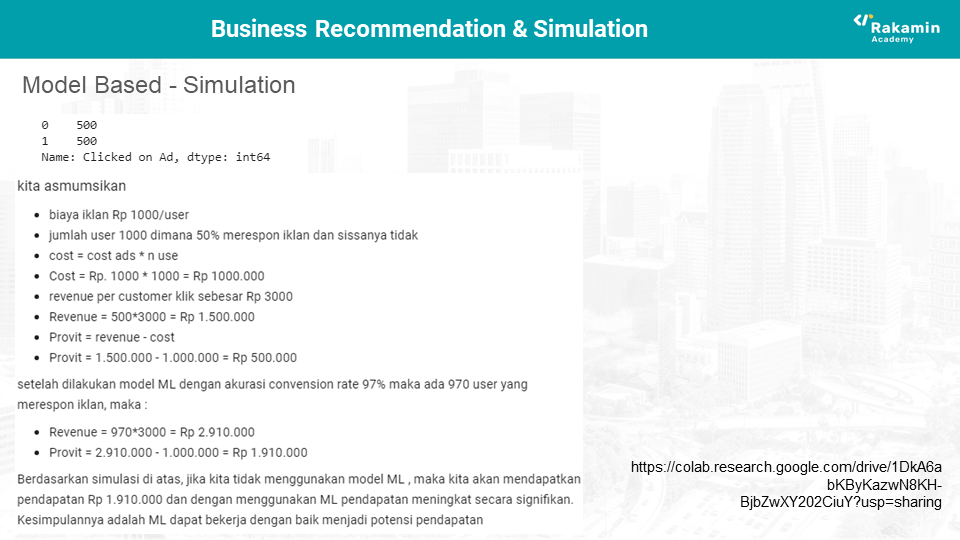 Business Recommendation & Simulation
Rakamin
Academy
Model Based - Simulation
0    500
1    500
Name: Clicked on Ad, dtype: int64
kita asmumsikan
• biaya iklan Rp 1000/user
• jumlah user 1000 dimana 50% merespon iklan dan sissanya tidak
• cost = cost ads * n use
• Cost = Rp. 1000 * 1000 = Rp 1000.000
• revenue per customer klik sebesar Rp 3000
• Revenue = 500*3000 = Rp 1.500.000
• Provit = revenue - cost
• Provit = 1.500.000 - 1.000.000 = Rp 500.000
setelah dilakukan model ML dengan akurasi convension rate 97% maka ada 970 user yang
merespon iklan, maka :
• Revenue = 970*3000 = Rp 2.910.000
• Provit = 2.910.000 - 1.000.000 = Rp 1.910.000
Berdasarkan simulasi di atas, jika kita tidak menggunakan model ML , maka kita akan mendapatkan
pendapatan Rp 1.910.000 dan dengan menggunakan ML pendapatan meningkat secara signifikan.
Kesimpulannya adalah ML dapat bekerja dengan baik menjadi potensi pendapatan
https://colab.research.google.com/drive/1DkA6a
bKByKazwN8KH-
BjbZwXY202CiuY?usp=sharing